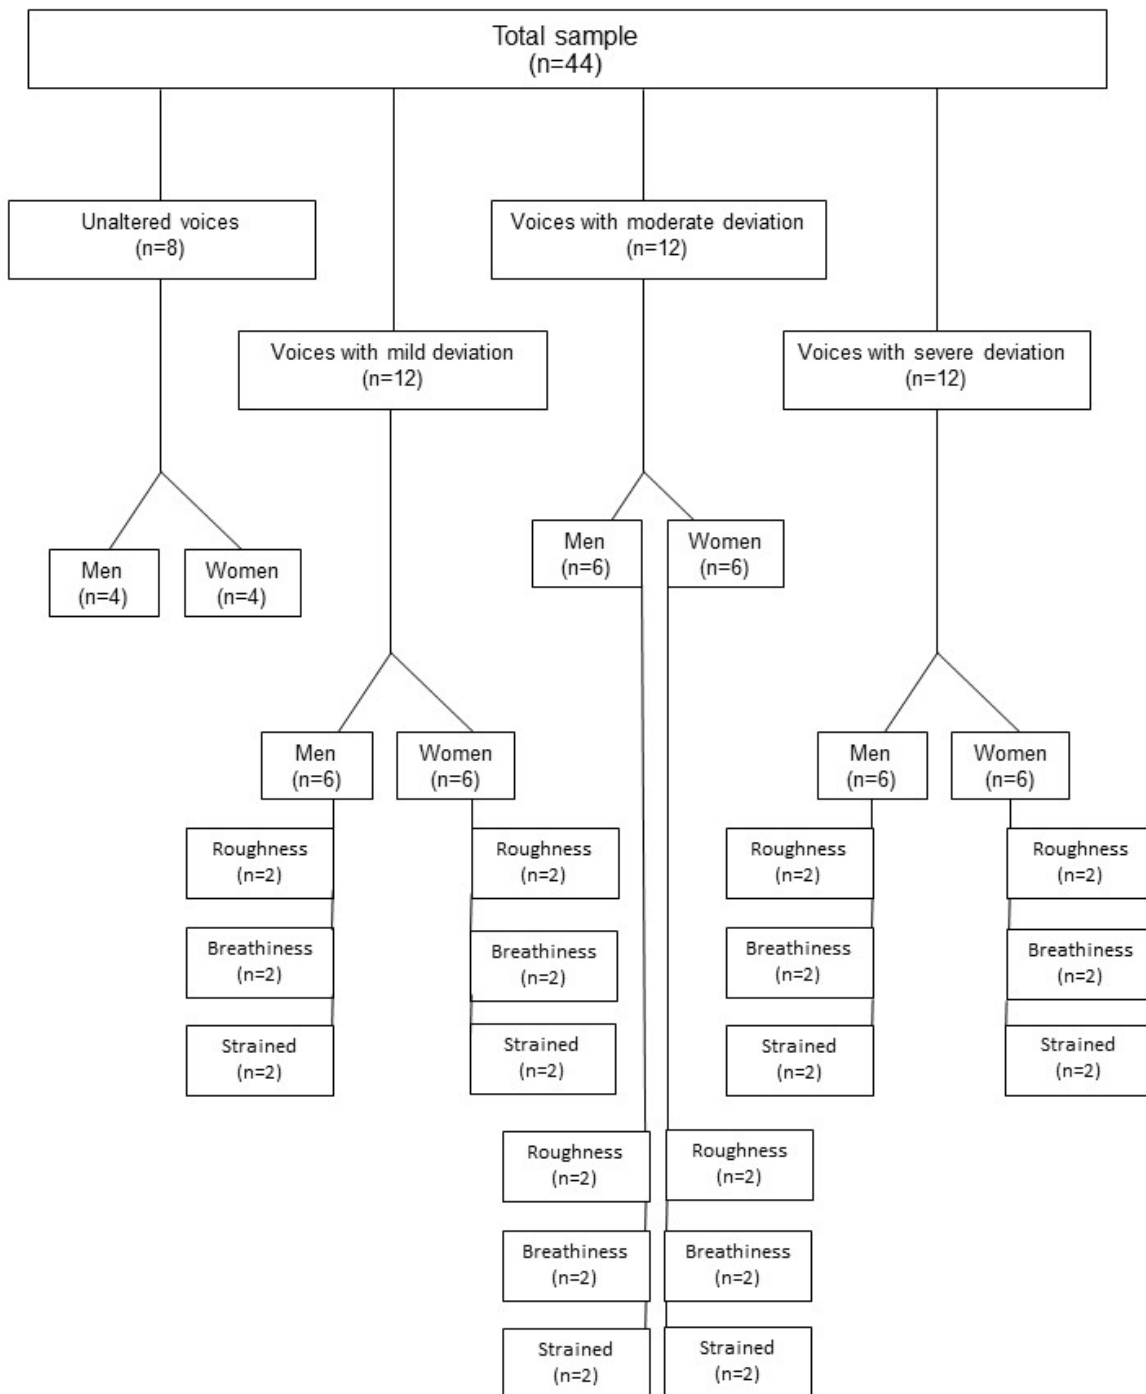 Total sample
(n=44)
Unaltered voices
(n=8)
Voices with moderate deviation
(n=12)
Voices with mild deviation
(n=12)
Voices with severe deviation
(n=12)
Men
(n=4)
Women
(n=4)
Men
(n=6)
Women
(n=6)
Men
(n=6)
Women
(n=6)
Men
(n=6)
Women
(n=6)
Roughness
(n=2)
Roughness
(n=2)
Roughness
(n=2)
Roughness
(n=2)
Breathiness
(n=2)
Breathiness
(n=2)
Breathiness
(n=2)
Breathiness
(n=2)
Strained
(n=2)
Strained
(n=2)
Strained
(n=2)
Strained
(n=2)
Roughness
(n=2)
Roughness
(n=2)
Breathiness
(n=2)
Breathiness
(n=2)
Strained
(n=2)
Strained
(n=2)